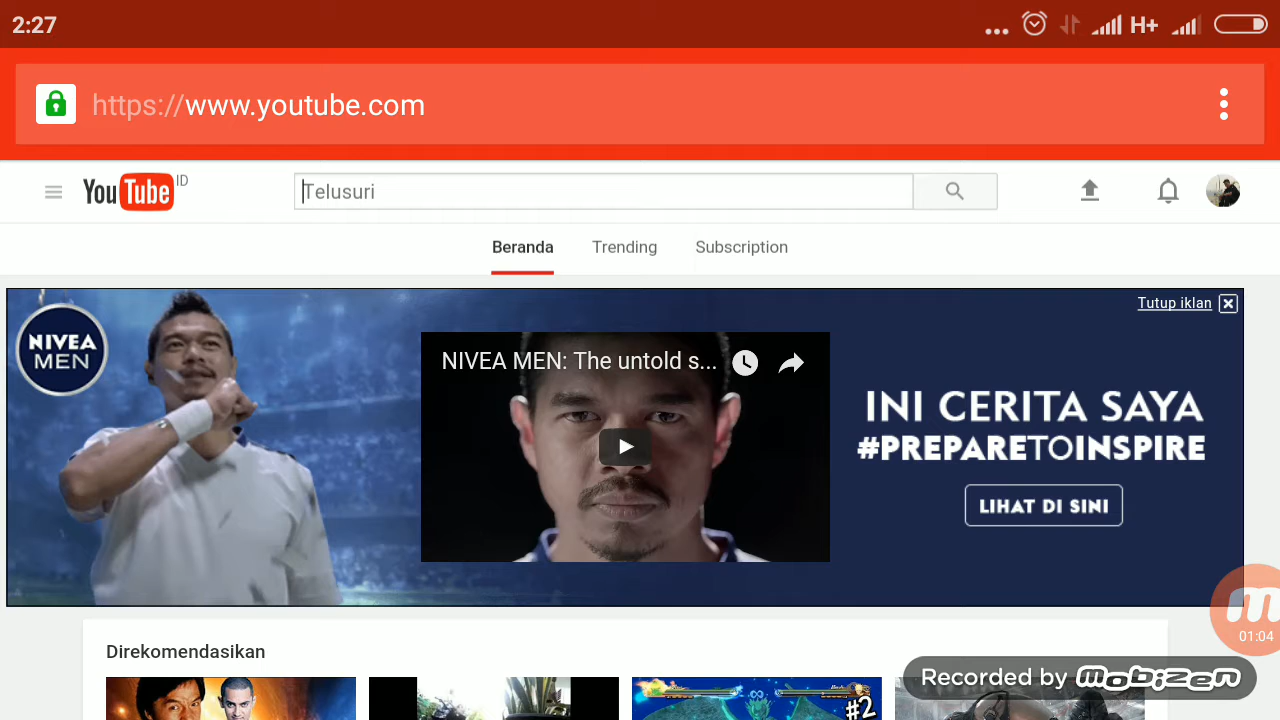 2:27
H+
https://www.youtube.com
YouTube ID
Telusuri
Beranda
Trending
Subscription
Tutup iklan
NIVEA
MEN
NIVEA MEN: The untold s...
INI CERITA SAYA
#PREPARETOINSPIRE
LIHAT DI SINI
01:04
Direkomendasikan
Recorded by mobizen
#2